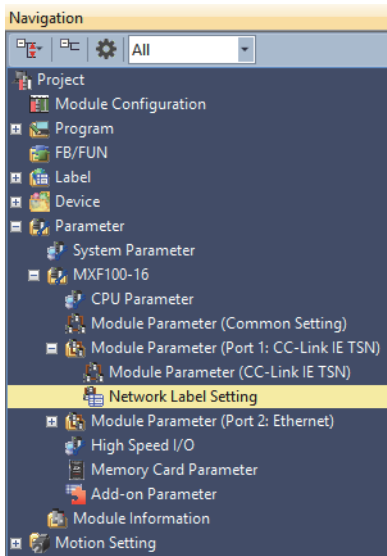 Navigation
All
Project
Module Configuration
Program
FB/FUN
Label
Device
Parameter
System Parameter
MXF100-16
CPU Parameter
Module Parameter (Common Setting)
Module Parameter (Port 1: CC-Link IE TSN)
Module Parameter (CC-Link IE TSN)
Network Label Setting
Module Parameter (Port 2: Ethernet)
High Speed I/O
Memory Card Parameter
Add-on Parameter
Module Information
Motion Setting